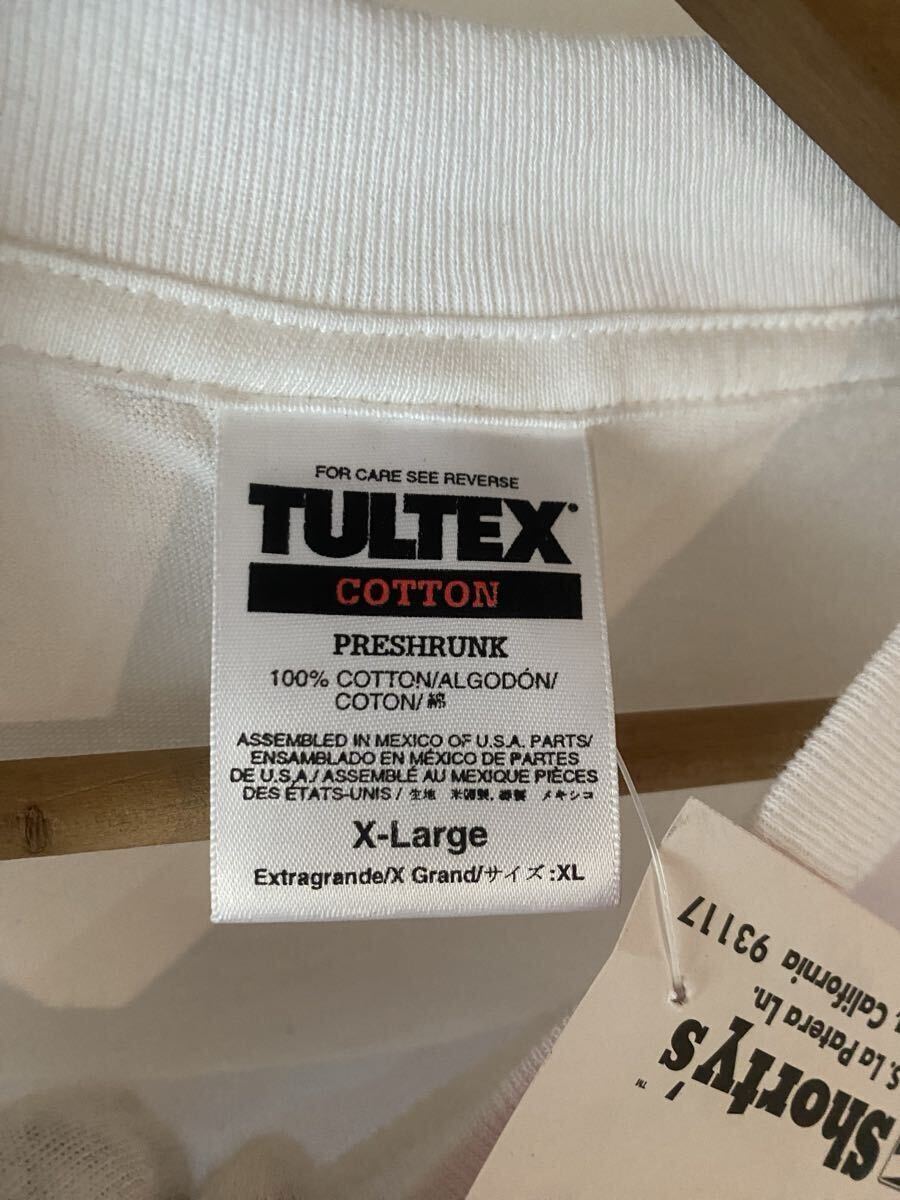 FOR CARE SEE REVERSE
TULTEX
COTTON
PRESHRUNK
100% COTTON/ALGODÓN/
COTON/綿
ASSEMBLED IN MEXICO OF U.S.A. PARTS/
ENSAMBLADO EN MÉXICO DE PARTES
DE U.S.A./ASSEMBLÉ AU MEXIQUE PIÈCES
DES ÉTATS-UNIS/生地 米国製, 縫製 メキシコ
X-Large
Extragrande/X Grand/サイズ:XL
shorty's™
S. La Patera Ln.
California 93117